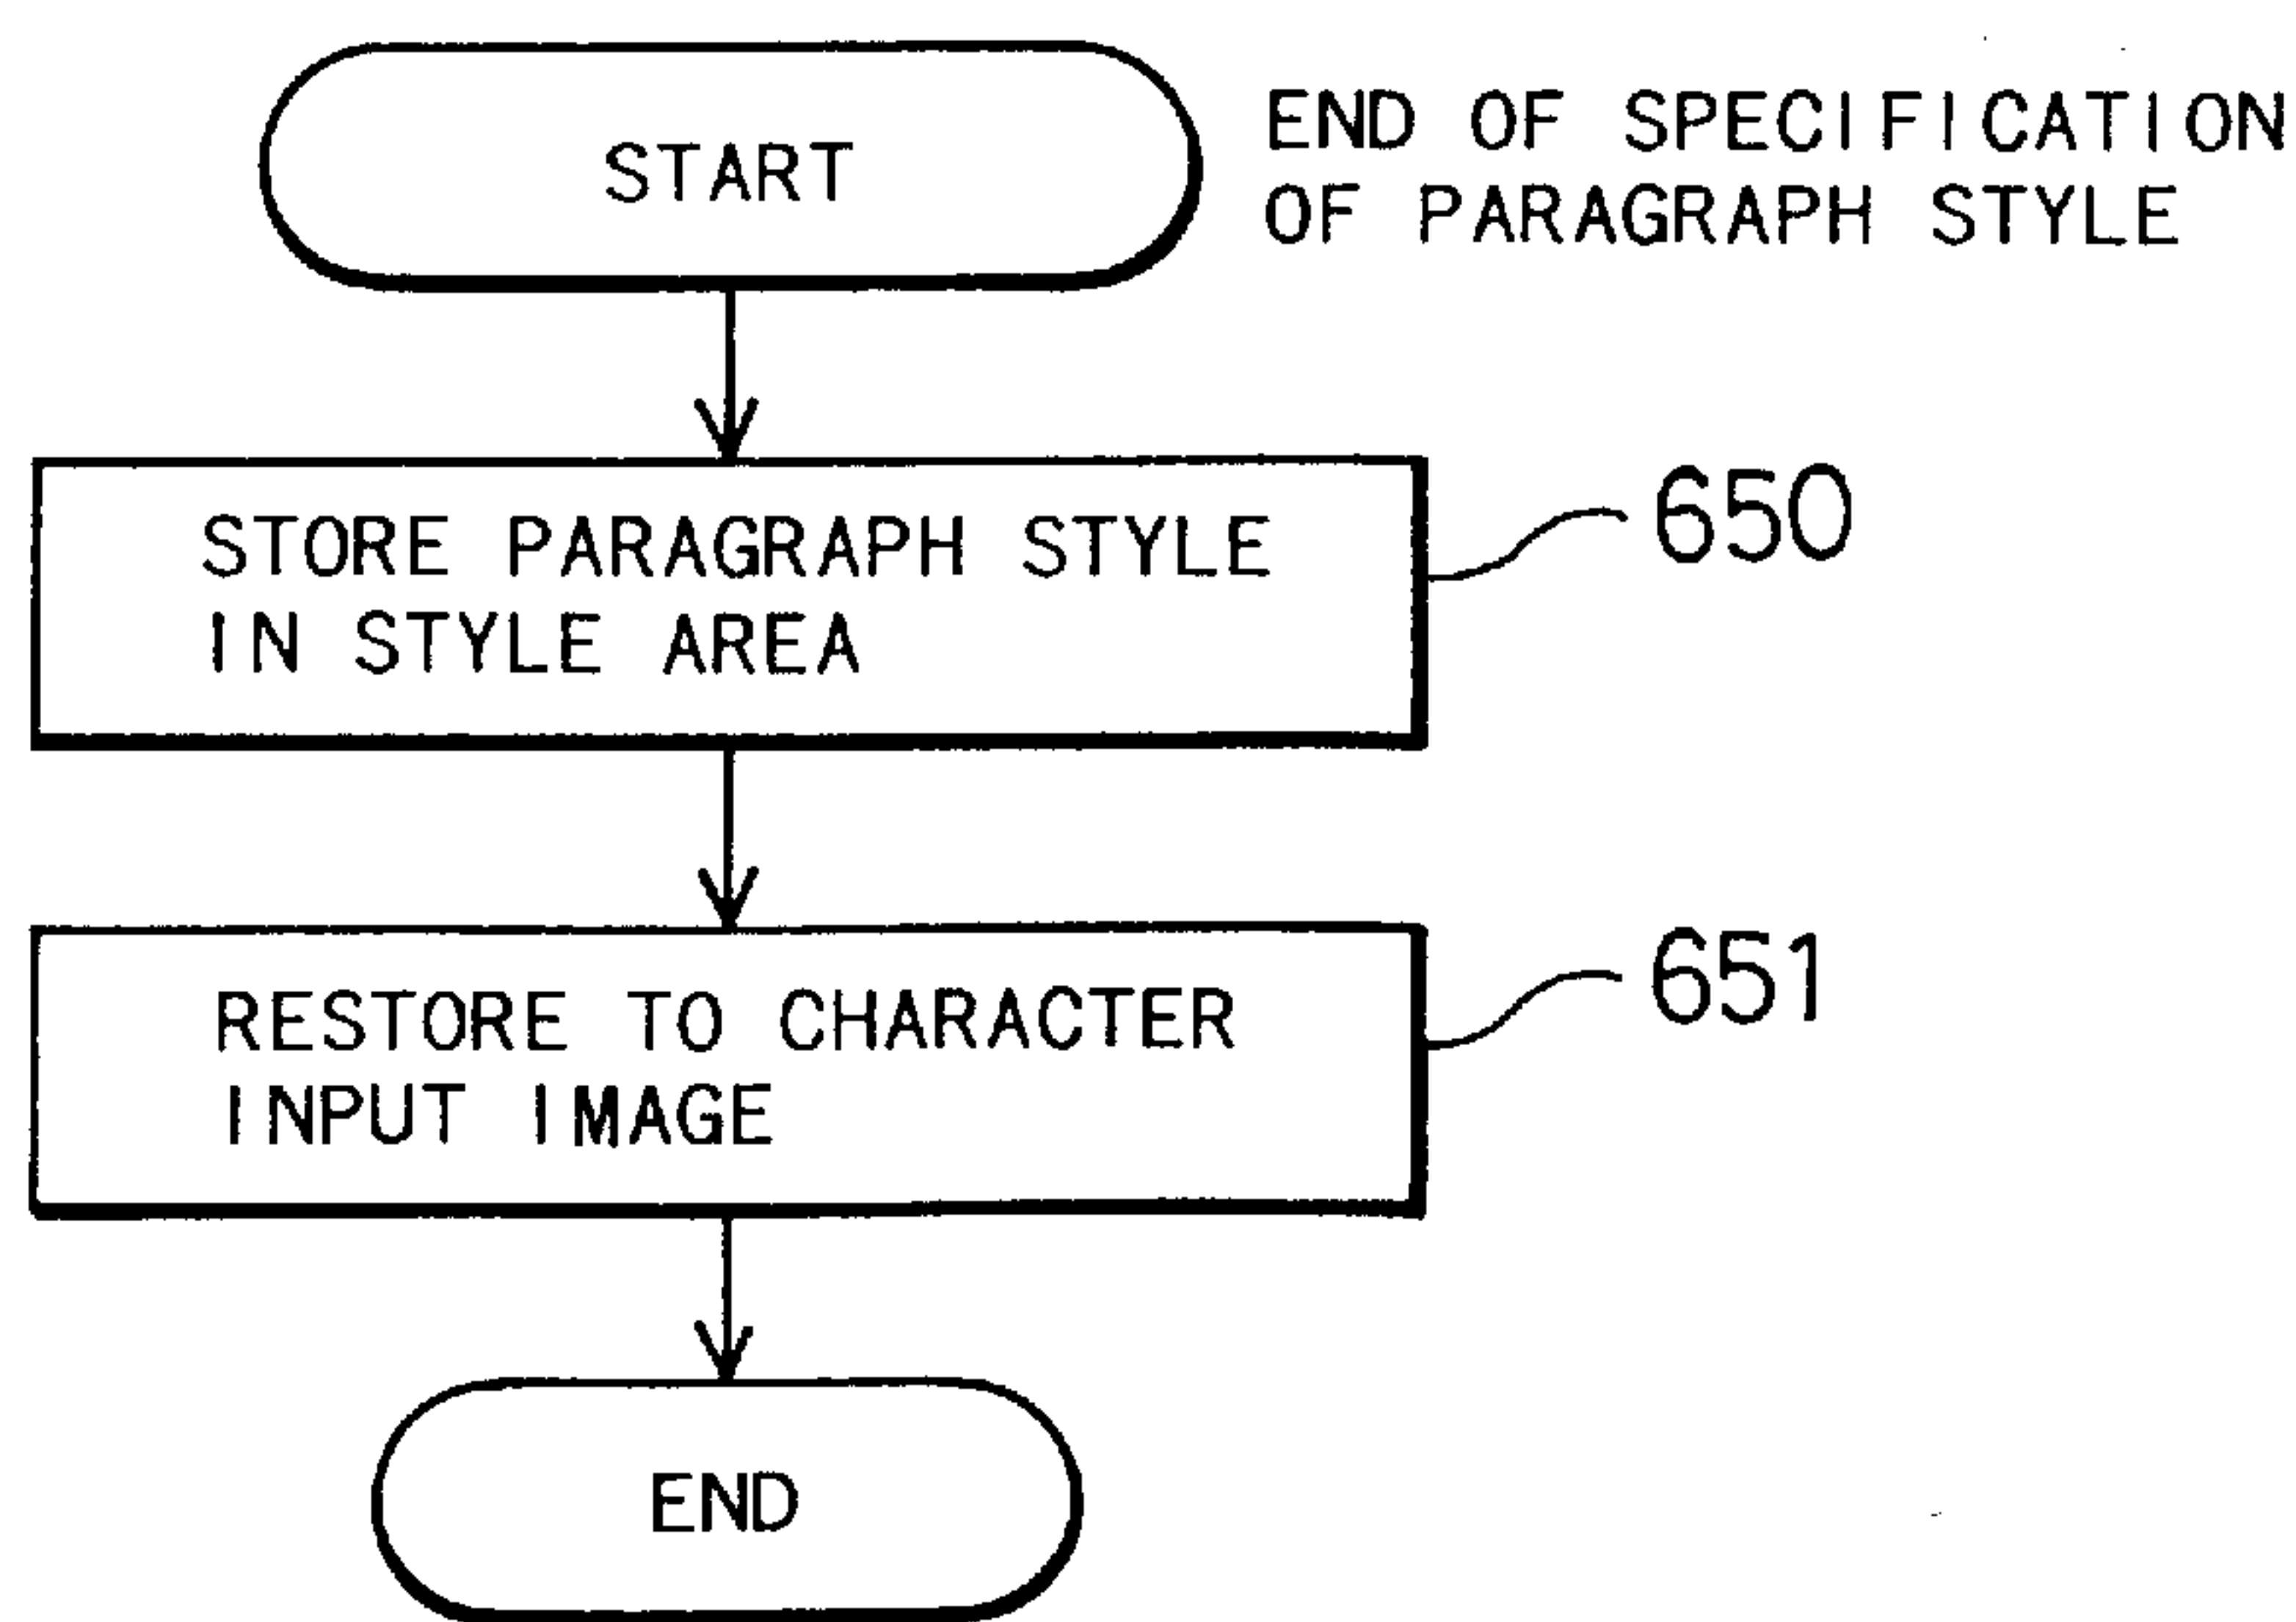 START
END OF SPECIFICATION
OF PARAGRAPH STYLE
STORE PARAGRAPH STYLE
IN STYLE AREA
650
RESTORE TO CHARACTER
INPUT IMAGE
651
END